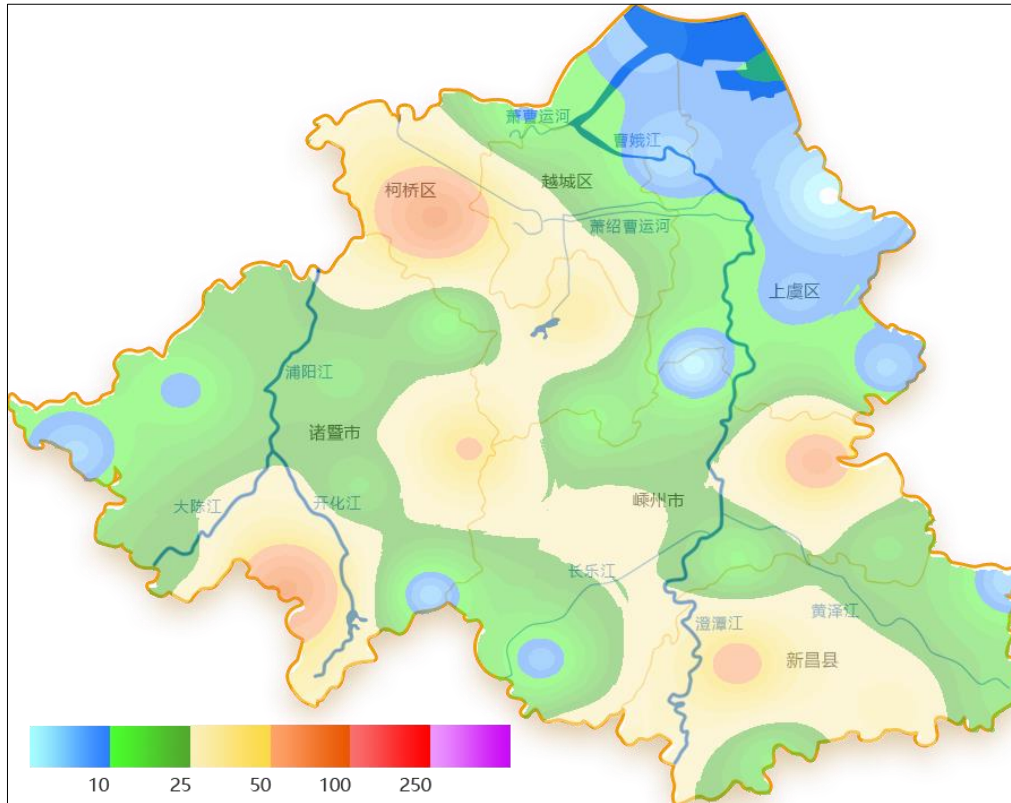 萧曹运河
曹娥江
越城区
柯桥区
萧绍曹运河
上虞区
浦阳江
诸暨市
嵊州市
大陈江
开化江
长乐江
黄泽江
澄潭江
新昌县
10 25 50 100 250